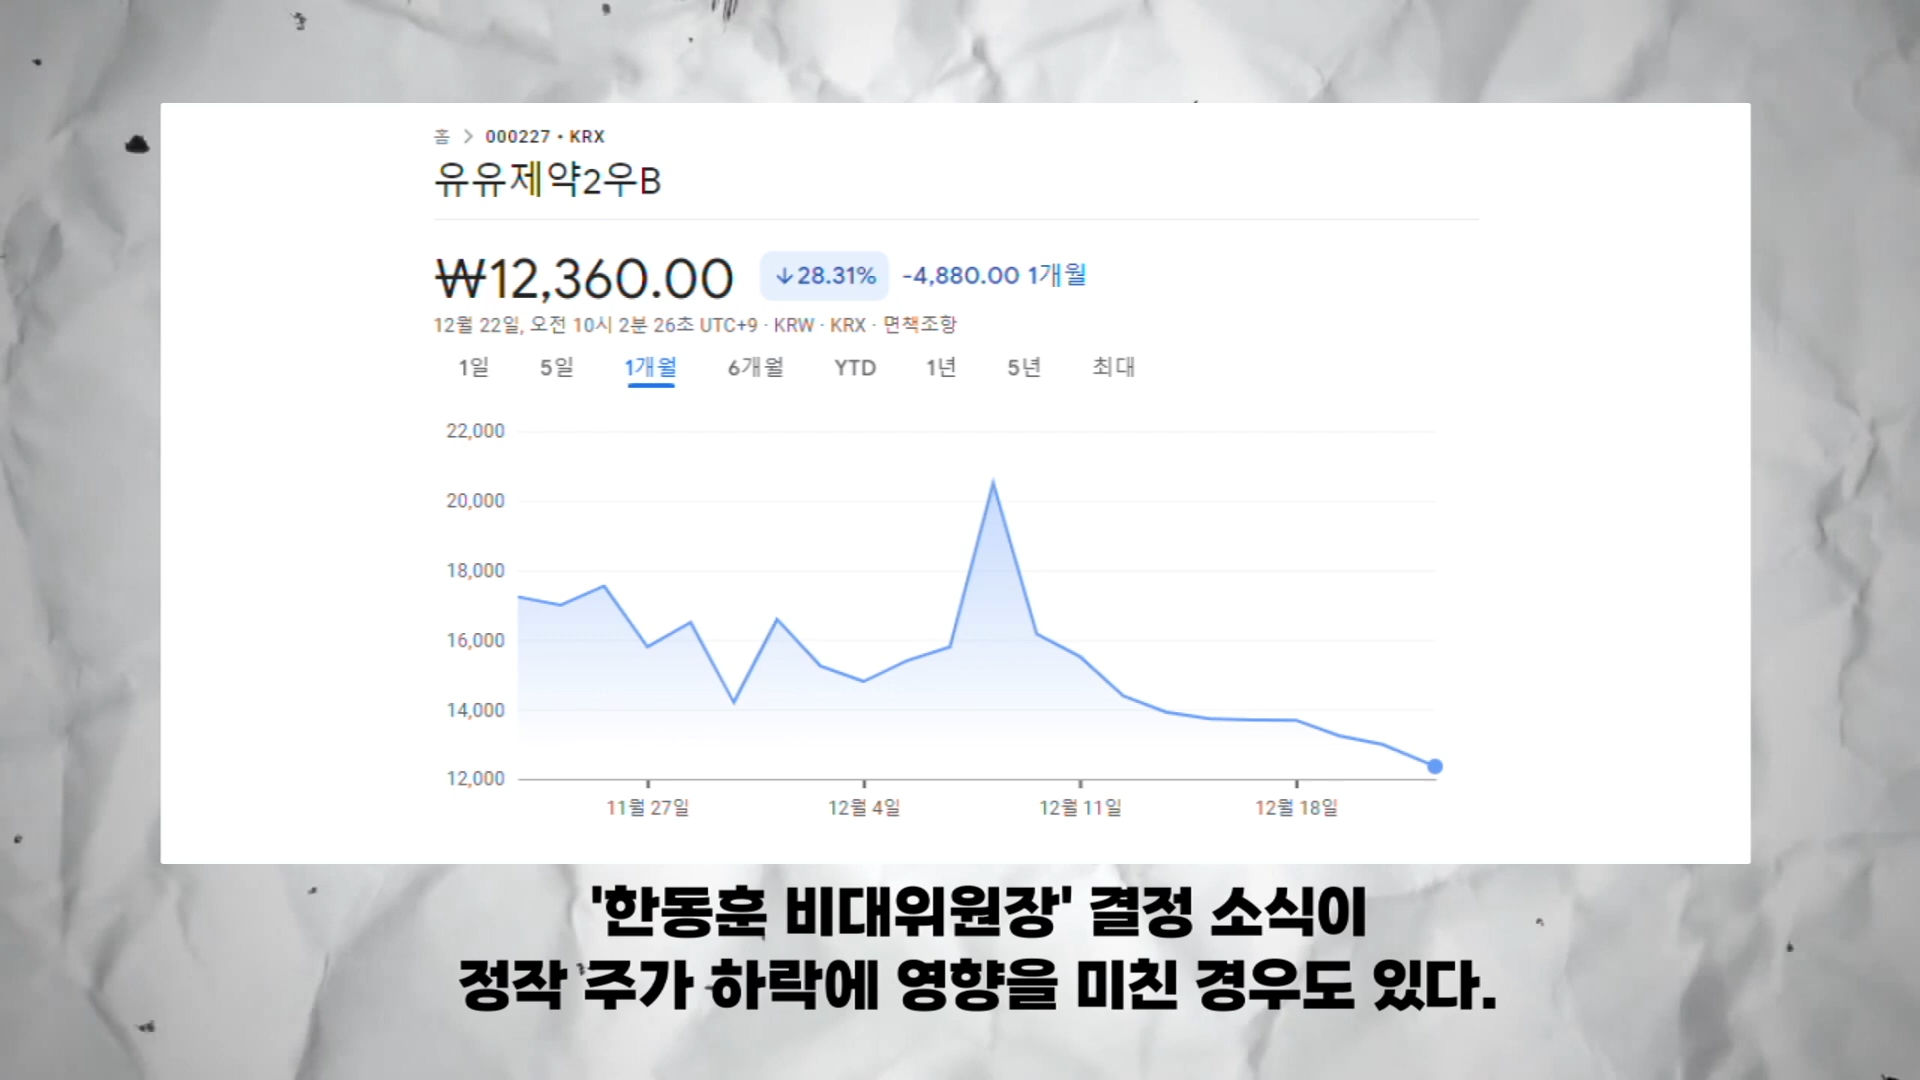 홈 > 000227 • KRX
유유제약2우B
₩12,360.00 ↓28.31% -4,880.00 1개월
12월 22일, 오전 10시 2분 26초 UTC+9 · KRW · KRX · 면책조항
1일 5일 1개월 6개월 YTD 1년 5년 최대
22,000
20,000
18,000
16,000
14,000
12,000
11월 27일 12월 4일 12월 11일 12월 18일
'한동훈 비대위원장' 결정 소식이
정작 주가 하락에 영향을 미친 경우도 있다.